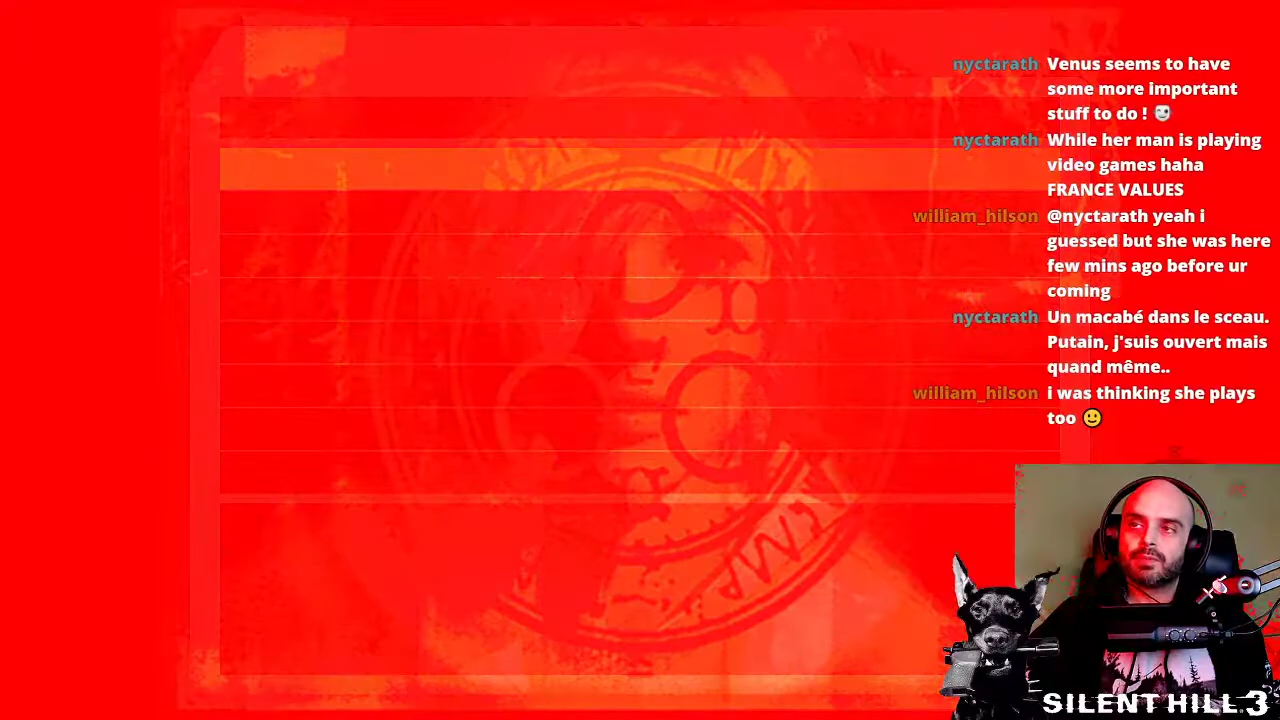 nyctarath Venus seems to have
some more important
stuff to do !
nyctarath While her man is playing
video games haha
FRANCE VALUES
william_hilson @nyctarath yeah i
guessed but she was here
few mins ago before ur
coming
nyctarath Un macabé dans le sceau.
Putain, j'suis ouvert mais
quand même..
william_hilson i was thinking she plays
too
SILENT HILL 3